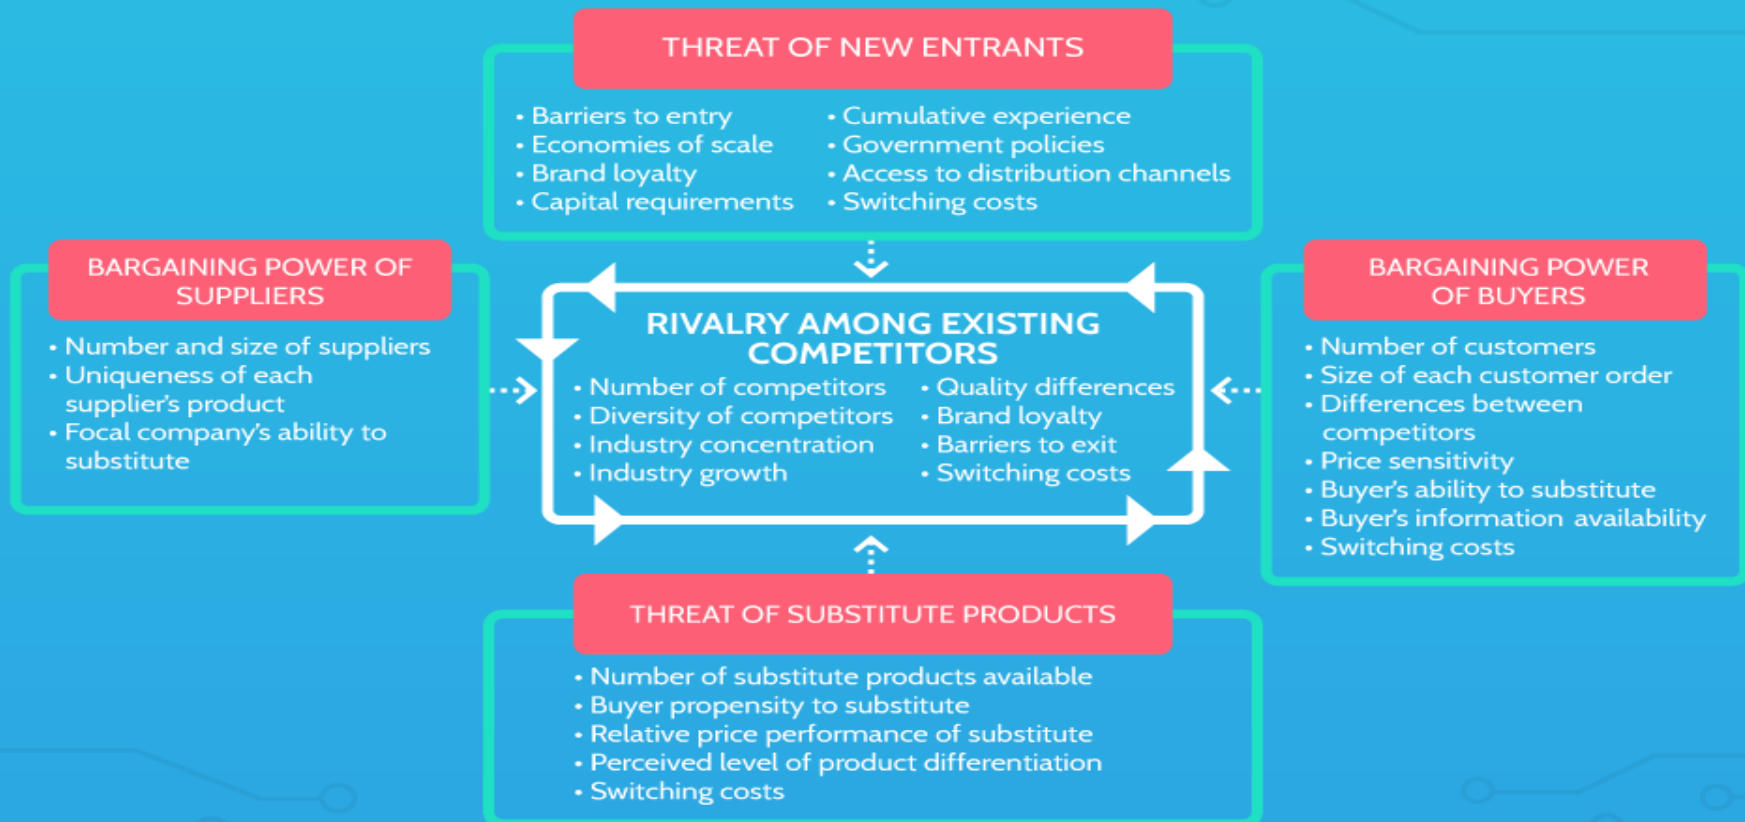 THREAT OF NEW ENTRANTS
• Barriers to entry
• Economies of scale
• Brand loyalty
• Capital requirements
• Cumulative experience
• Government policies
• Access to distribution channels
• Switching costs
BARGAINING POWER OF
SUPPLIERS
• Number and size of suppliers
• Uniqueness of each
supplier's product
• Focal company's ability to
substitute
RIVALRY AMONG EXISTING
COMPETITORS
• Number of competitors
• Diversity of competitors
• Industry concentration
• Industry growth
• Quality differences
• Brand loyalty
• Barriers to exit
• Switching costs
BARGAINING POWER
OF BUYERS
• Number of customers
• Size of each customer order
• Differences between
competitors
• Price sensitivity
• Buyer's ability to substitute
• Buyer's information availability
• Switching costs
THREAT OF SUBSTITUTE PRODUCTS
• Number of substitute products available
• Buyer propensity to substitute
• Relative price performance of substitute
• Perceived level of product differentiation
• Switching costs